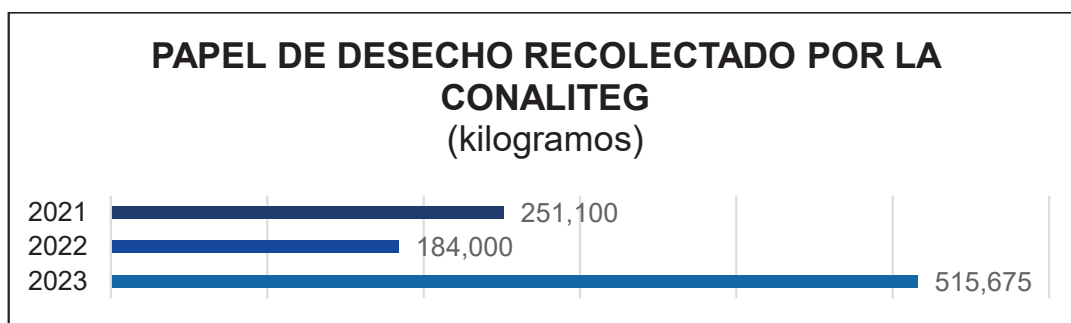 PAPEL DE DESECHO RECOLECTADO POR LA
CONALITEG
(kilogramos)
2021 251,100
2022 184,000
2023 515,675